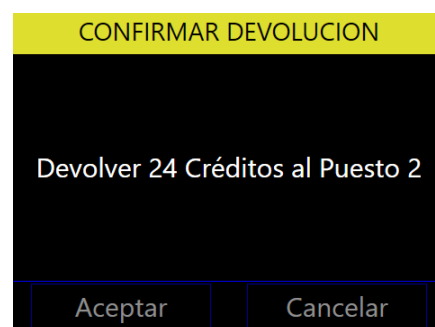 CONFIRMAR DEVOLUCION
Devolver 24 Créditos al Puesto 2
Aceptar Cancelar